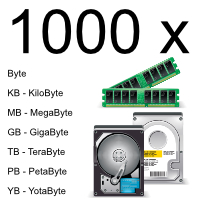 1000 x
Byte
KB - KiloByte
MB - MegaByte
GB - GigaByte
TB - TeraByte
PB - PetaByte
YB - YotaByte